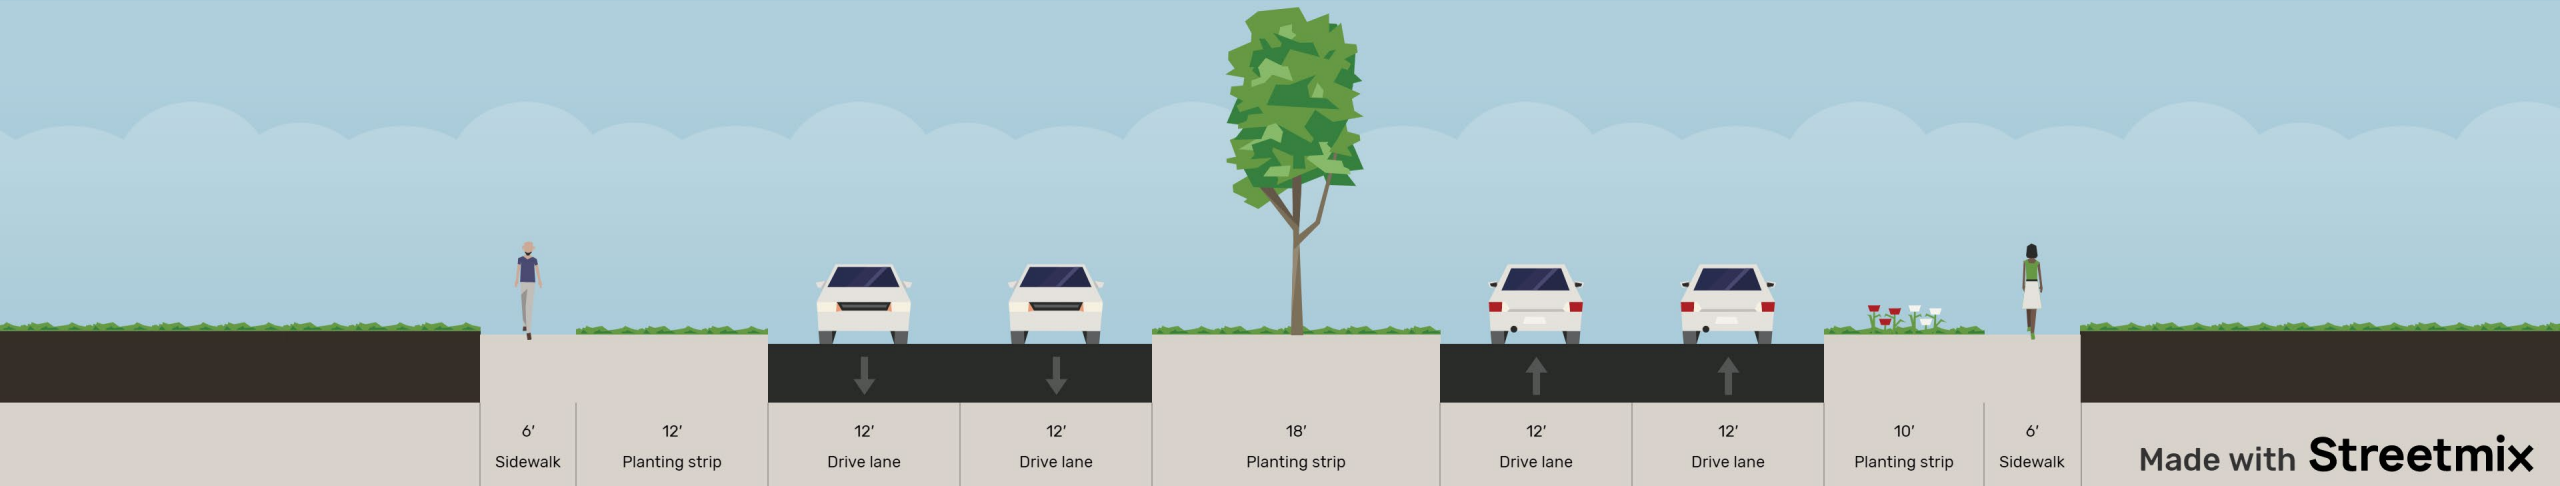 6′ 12′ 12′ 12′ 18′ 12′ 12′ 10′ 6′
Sidewalk Planting strip Drive lane Drive lane Planting strip Drive lane Drive lane Planting strip Sidewalk
Made with Streetmix